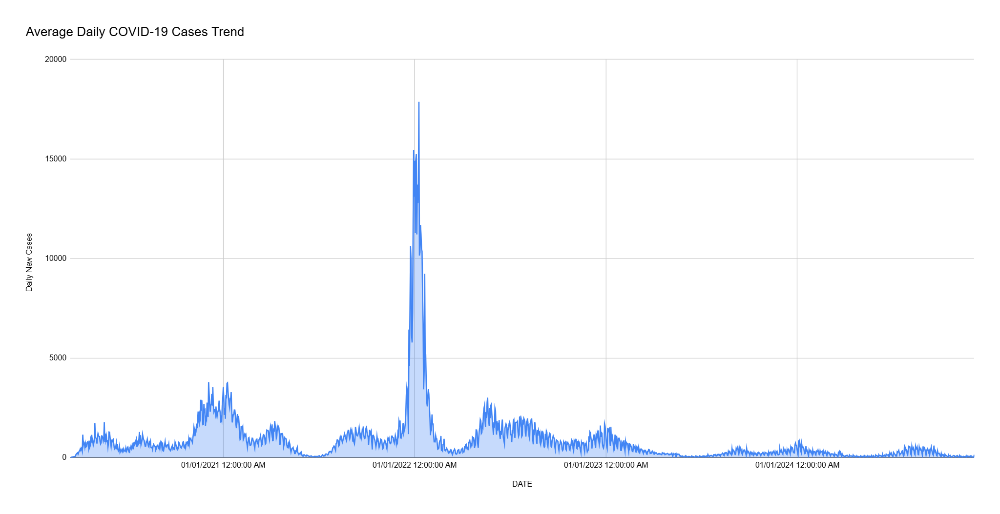 Average Daily COVID-19 Cases Trend
20000
15000
10000
5000
0
Daily New Cases
01/01/2021 12:00:00 AM
01/01/2022 12:00:00 AM
01/01/2023 12:00:00 AM
01/01/2024 12:00:00 AM
DATE